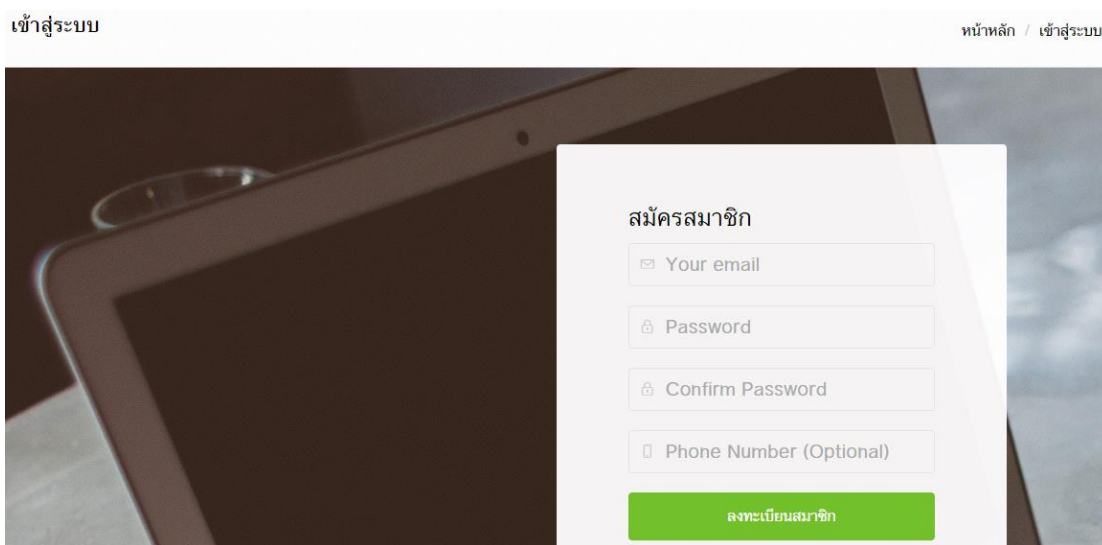 เข้าสู่ระบบ
หน้าหลัก / เข้าสู่ระบบ
สมัครสมาชิก
Your email
Password
Confirm Password
Phone Number (Optional)
ลงทะเบียนสมาชิก